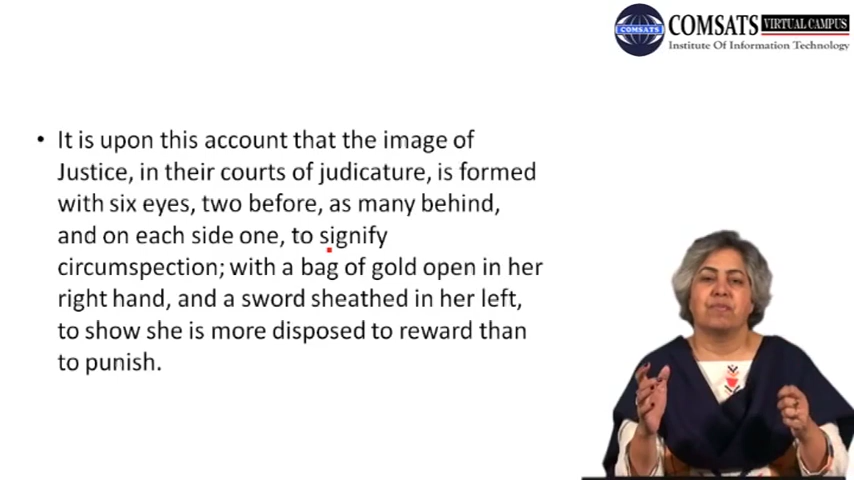 COMSATS
COMSATS VIRTUAL CAMPUS
Institute Of Information Technology
• It is upon this account that the image of
Justice, in their courts of judicature, is formed
with six eyes, two before, as many behind,
and on each side one, to signify
circumspection; with a bag of gold open in her
right hand, and a sword sheathed in her left,
to show she is more disposed to reward than
to punish.